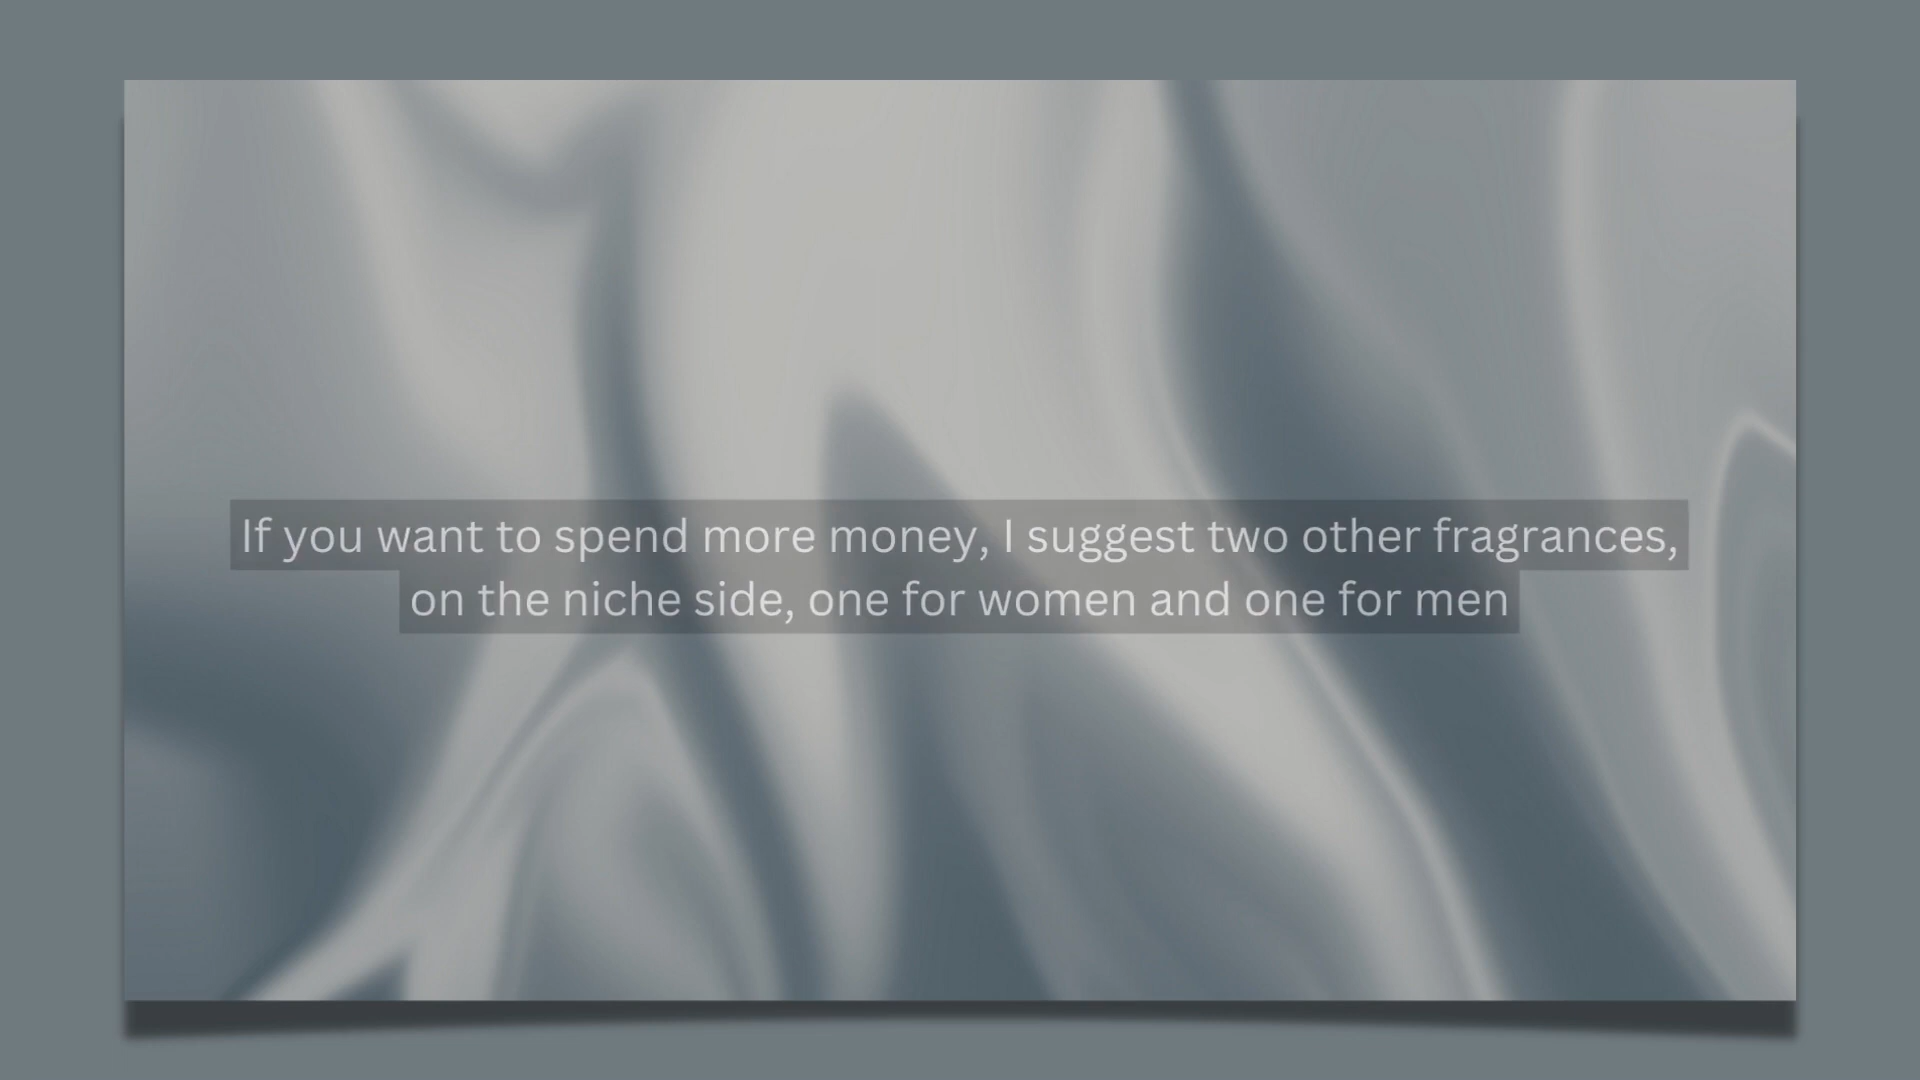 If you want to spend more money, I suggest two other fragrances,
on the niche side, one for women and one for men